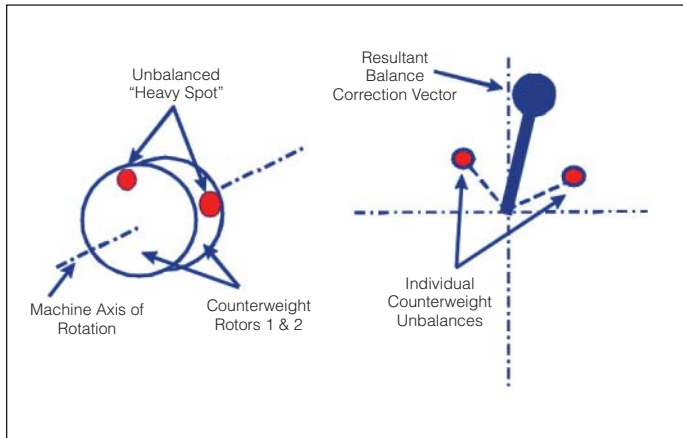 Unbalanced
“Heavy Spot”
Machine Axis of
Rotation
Counterweight
Rotors 1 & 2
Resultant
Balance
Correction Vector
Individual
Counterweight
Unbalances